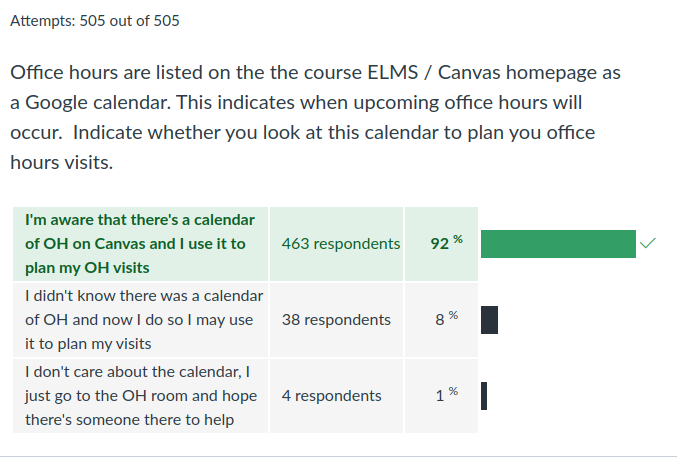 Attempts: 505 out of 505
Office hours are listed on the the course ELMS / Canvas homepage as
a Google calendar. This indicates when upcoming office hours will
occur.  Indicate whether you look at this calendar to plan you office
hours visits.
I'm aware that there's a calendar
of OH on Canvas and I use it to
plan my OH visits
463 respondents
92 %
I didn't know there was a calendar
of OH and now I do so I may use
it to plan my visits
38 respondents
8 %
I don't care about the calendar, I
just go to the OH room and hope
there's someone there to help
4 respondents
1 %